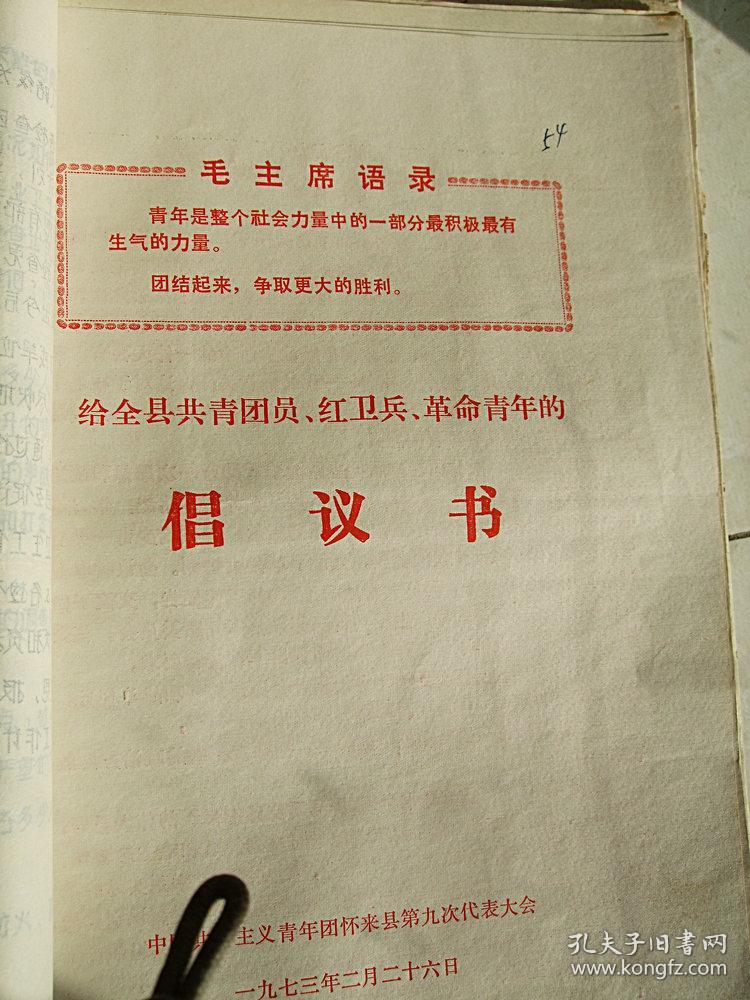 54
毛主席语录
青年是整个社会力量中的一部分最积极最有
生气的力量。
团结起来，争取更大的胜利。
给全县共青团员、红卫兵、革命青年的
倡议书
中 主义青年团怀来县第九次代表大会
一九七三年二月二十六日
孔夫子旧书网
www.kongfz.com